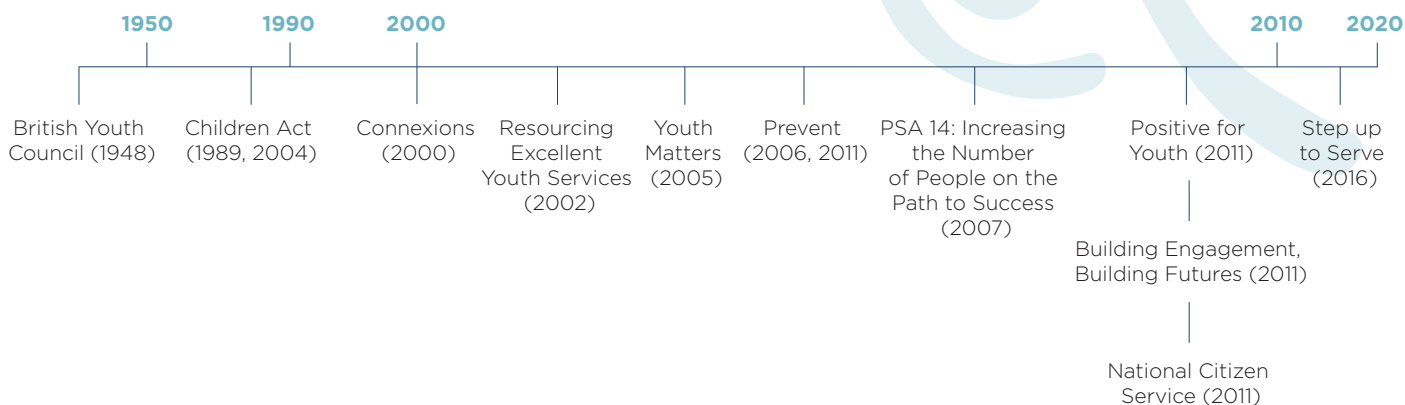 1950
1990
2000
2010
2020
British Youth
Council (1948)
Children Act
(1989, 2004)
Connexions
(2000)
Resourcing
Excellent
Youth Services
(2002)
Youth
Matters
(2005)
Prevent
(2006, 2011)
PSA 14: Increasing
the Number
of People on the
Path to Success
(2007)
Positive for
Youth (2011)
Building Engagement,
Building Futures (2011)
National Citizen
Service (2011)
Step up
to Serve
(2016)